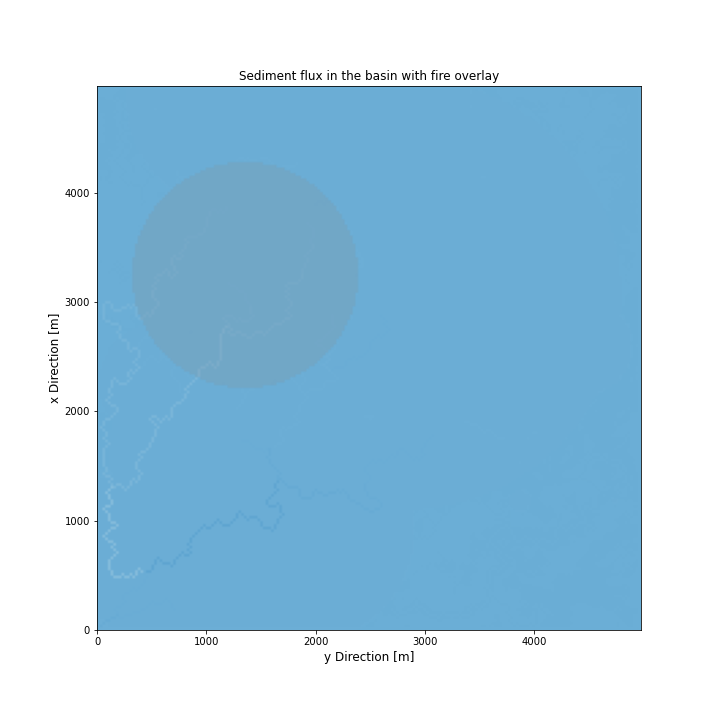 Sediment flux in the basin with fire overlay
4000
3000
x Direction [m]
2000
1000
0
0 1000 2000 3000 4000
y Direction [m]